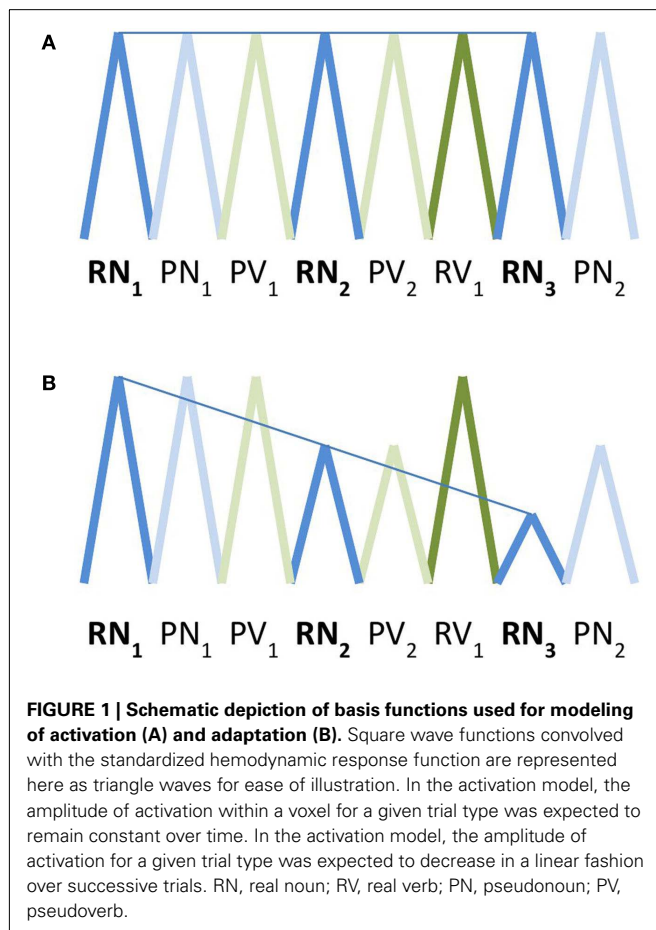 A
RN₁ PN₁ PV₁ RN₂ PV₂ RV₁ RN₃ PN₂
B
RN₁ PN₁ PV₁ RN₂ PV₂ RV₁ RN₃ PN₂
FIGURE 1 | Schematic depiction of basis functions used for modeling
of activation (A) and adaptation (B). Square wave functions convolved
with the standardized hemodynamic response function are represented
here as triangle waves for ease of illustration. In the activation model, the
amplitude of activation within a voxel for a given trial type was expected to
remain constant over time. In the activation model, the amplitude of
activation for a given trial type was expected to decrease in a linear fashion
over successive trials. RN, real noun; RV, real verb; PN, pseudonoun; PV,
pseudoverb.